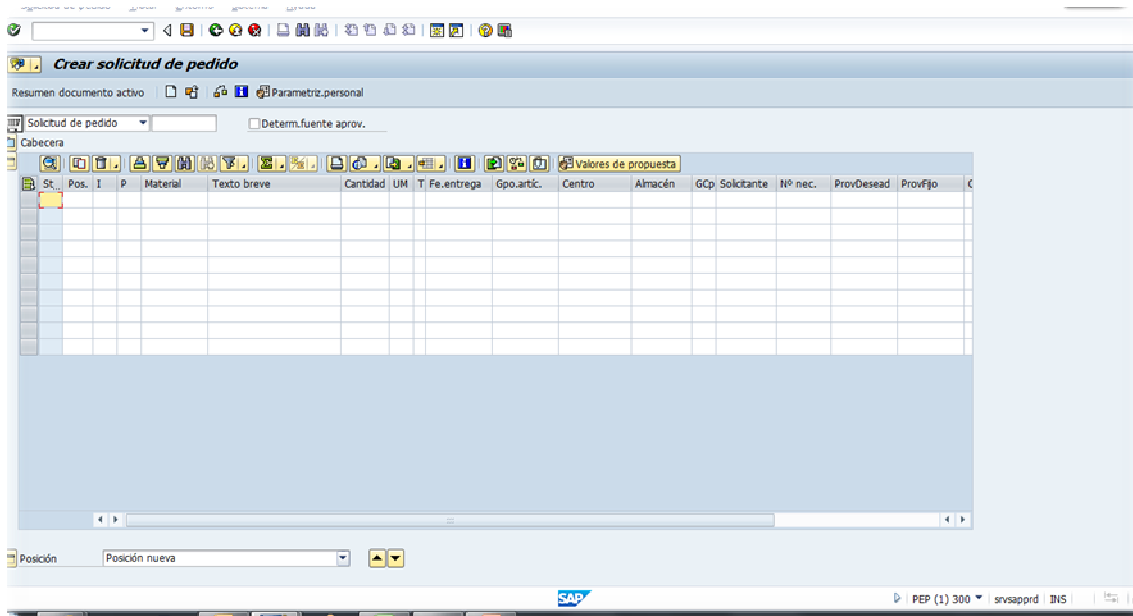 Crear solicitud de pedido
Resumen documento activo Parametriz.personal
Solicitud de pedido Determ.fuente aprov.
Cabecera
Valores de propuesta
St.. Pos. I P Material Texto breve Cantidad UM T Fe.entrega Gpo.artíc. Centro Almacén GCp Solicitante Nº nec. ProvDesead ProvFijo
Posición Posición nueva
SAP PEP (1) 300 srvsapprd INS